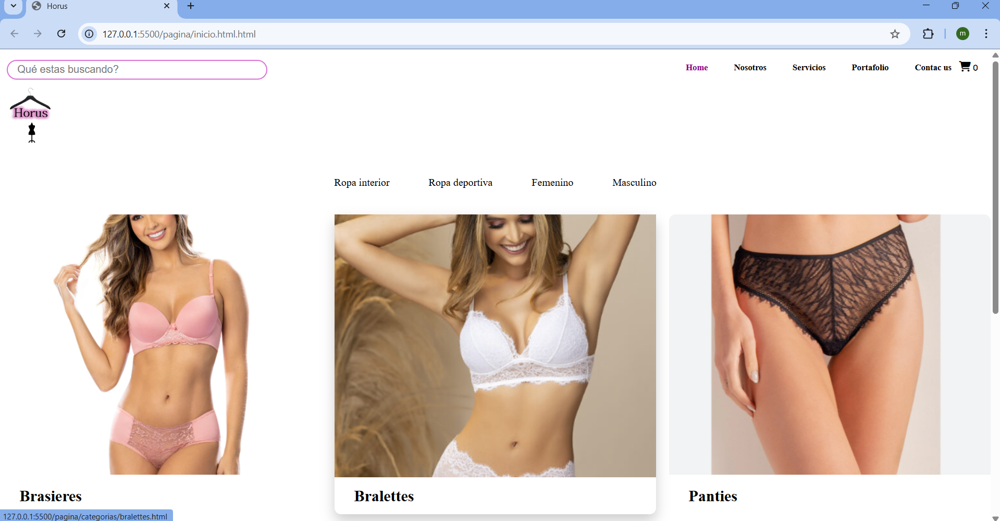 Horus
127.0.0.1:5500/pagina/inicio.html.html
m
Qué estas buscando?
Home Nosotros Servicios Portafolio Contac us 0
Horus
Ropa interior Ropa deportiva Femenino Masculino
Brasieres Bralettes Panties
127.0.0.1:5500/pagina/categorias/bralettes.html